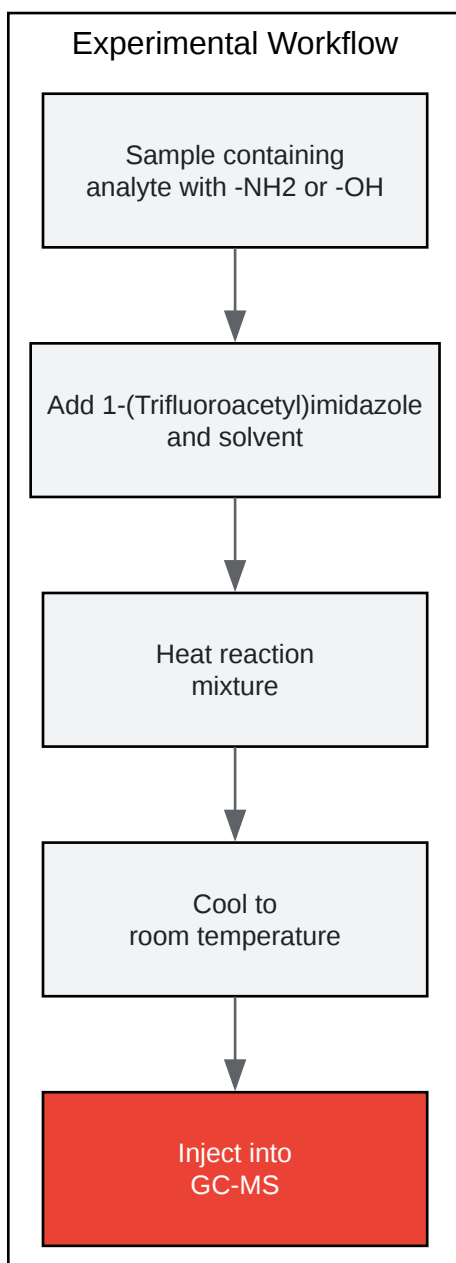 Experimental Workflow
Sample containing
analyte with -NH2 or -OH
Add 1-(Trifluoroacetyl)imidazole
and solvent
Heat reaction
mixture
Cool to
room temperature
Inject into
GC-MS